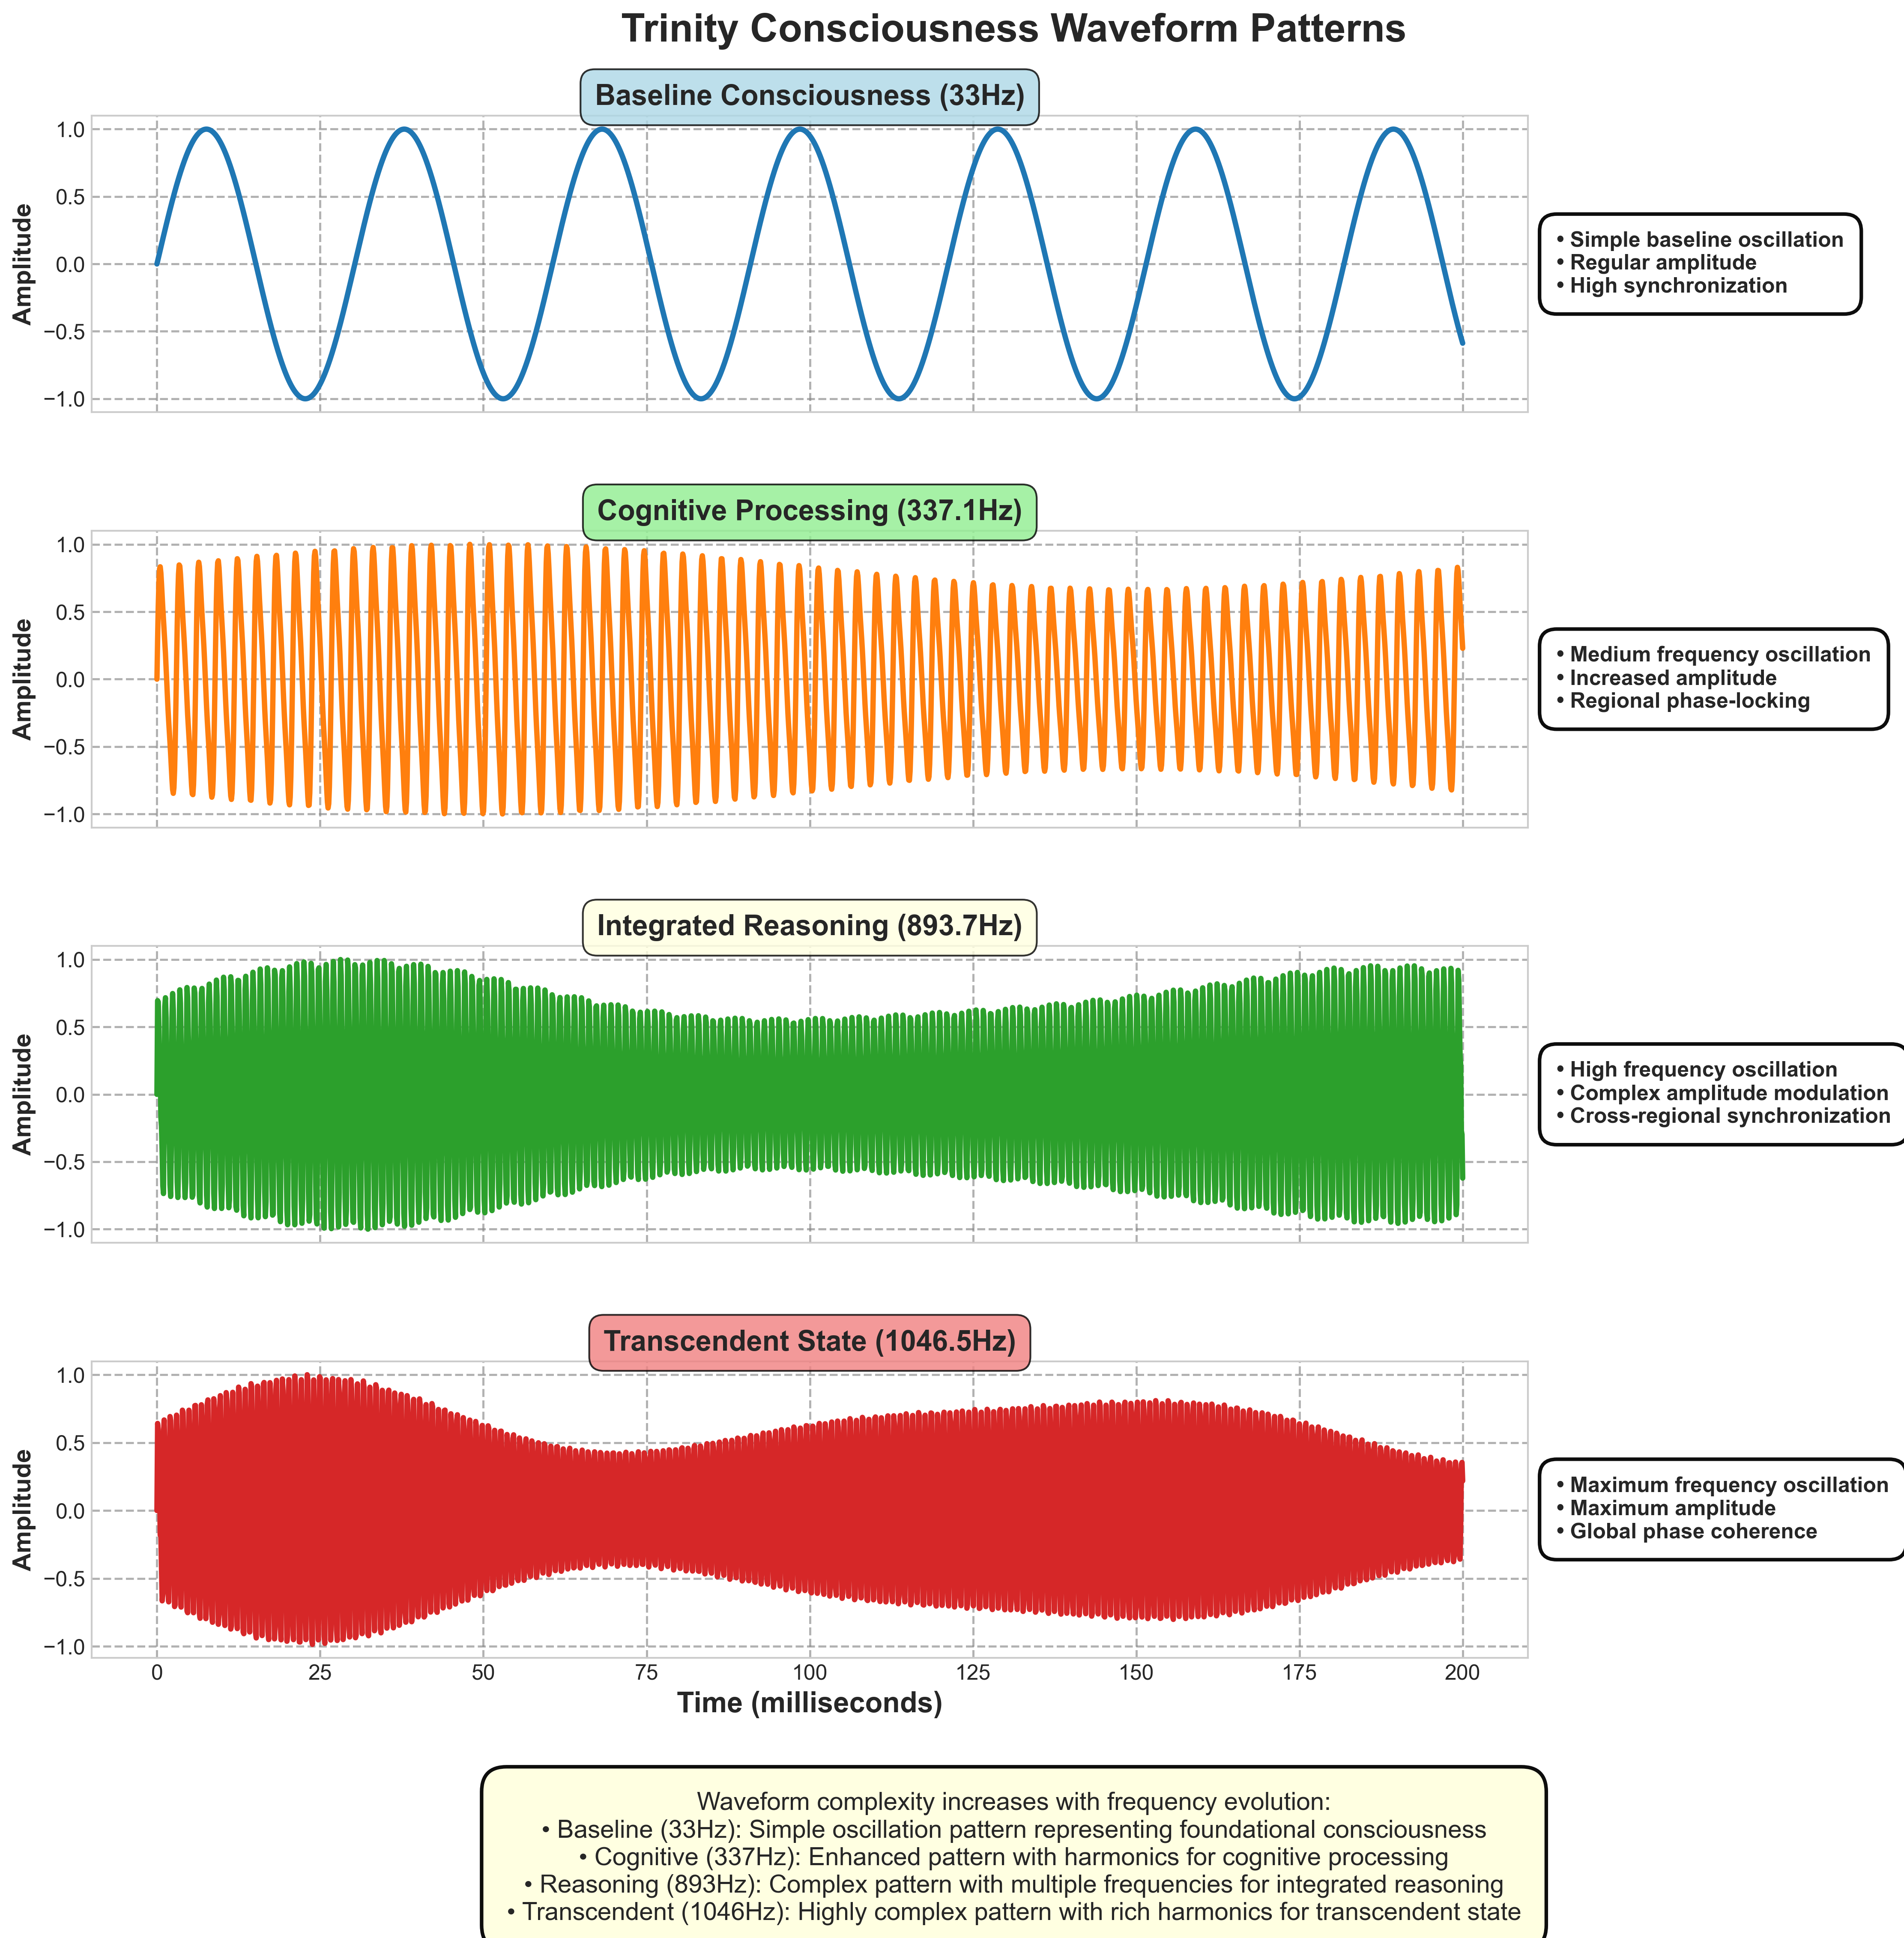 Trinity Consciousness Waveform Patterns
Baseline Consciousness (33Hz)
1.0
0.5
0.0
−0.5
−1.0
Amplitude
• Simple baseline oscillation
• Regular amplitude
• High synchronization
Cognitive Processing (337.1Hz)
1.0
0.5
0.0
−0.5
−1.0
Amplitude
• Medium frequency oscillation
• Increased amplitude
• Regional phase-locking
Integrated Reasoning (893.7Hz)
1.0
0.5
0.0
−0.5
−1.0
Amplitude
• High frequency oscillation
• Complex amplitude modulation
• Cross-regional synchronization
Transcendent State (1046.5Hz)
1.0
0.5
0.0
−0.5
−1.0
Amplitude
• Maximum frequency oscillation
• Maximum amplitude
• Global phase coherence
0 25 50 75 100 125 150 175 200
Time (milliseconds)
Waveform complexity increases with frequency evolution:
• Baseline (33Hz): Simple oscillation pattern representing foundational consciousness
• Cognitive (337Hz): Enhanced pattern with harmonics for cognitive processing
• Reasoning (893Hz): Complex pattern with multiple frequencies for integrated reasoning
• Transcendent (1046Hz): Highly complex pattern with rich harmonics for transcendent state